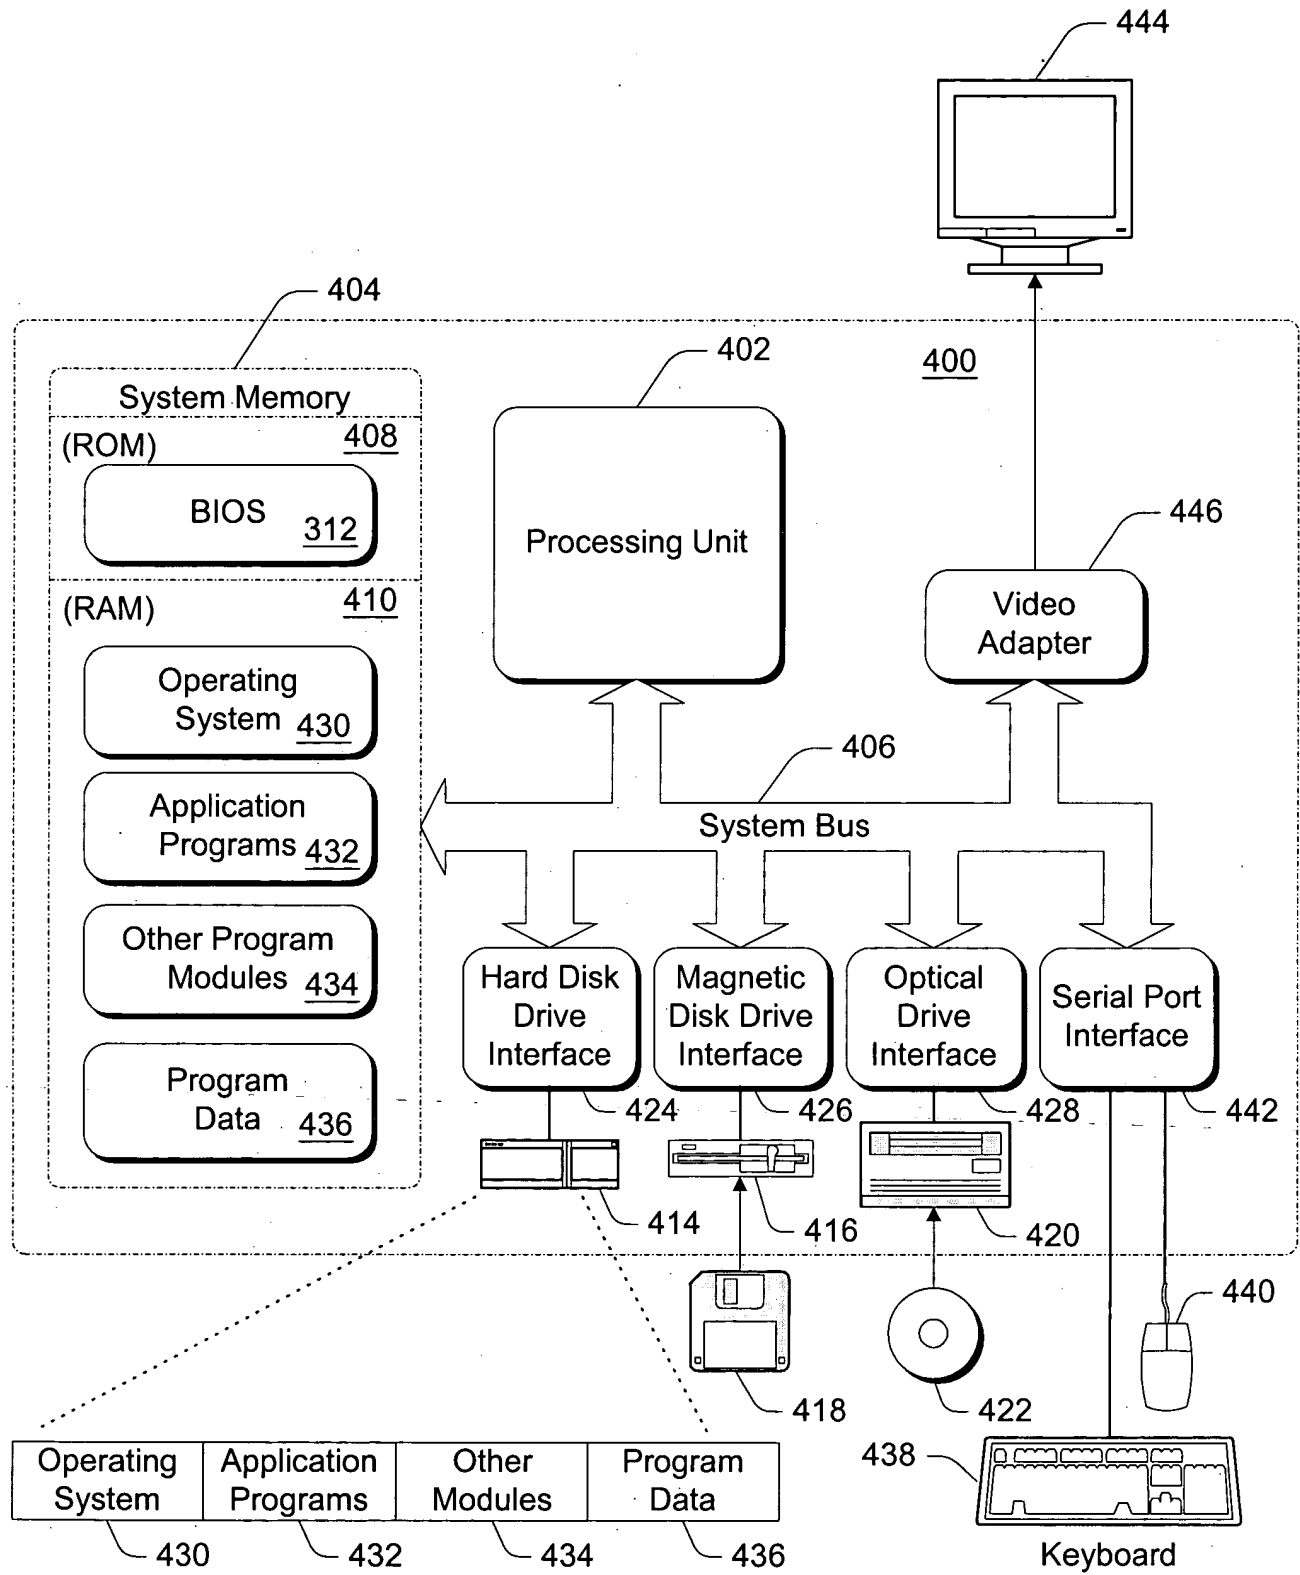 444
404
402
400
System Memory
(ROM)
408
BIOS
312
Processing Unit
446
(RAM)
410
Video
Adapter
Operating
System
430
406
Application
Programs
432
System Bus
Other Program
Modules
434
Hard Disk
Drive
Interface
Magnetic
Disk Drive
Interface
Optical
Drive
Interface
Serial Port
Interface
Program
Data
436
424
426
428
442
414
416
420
440
418
422
438
Operating
System
Application
Programs
Other
Modules
Program
Data
430
432
434
436
Keyboard